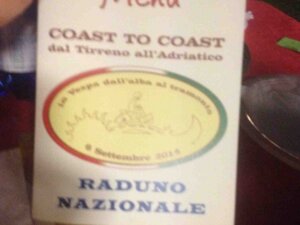 Menu
COAST TO COAST
dal Tirreno all'Adriatico
in Vespa dall'alba al tramonto
6 Settembre 2014
RADUNO
NAZIONALE